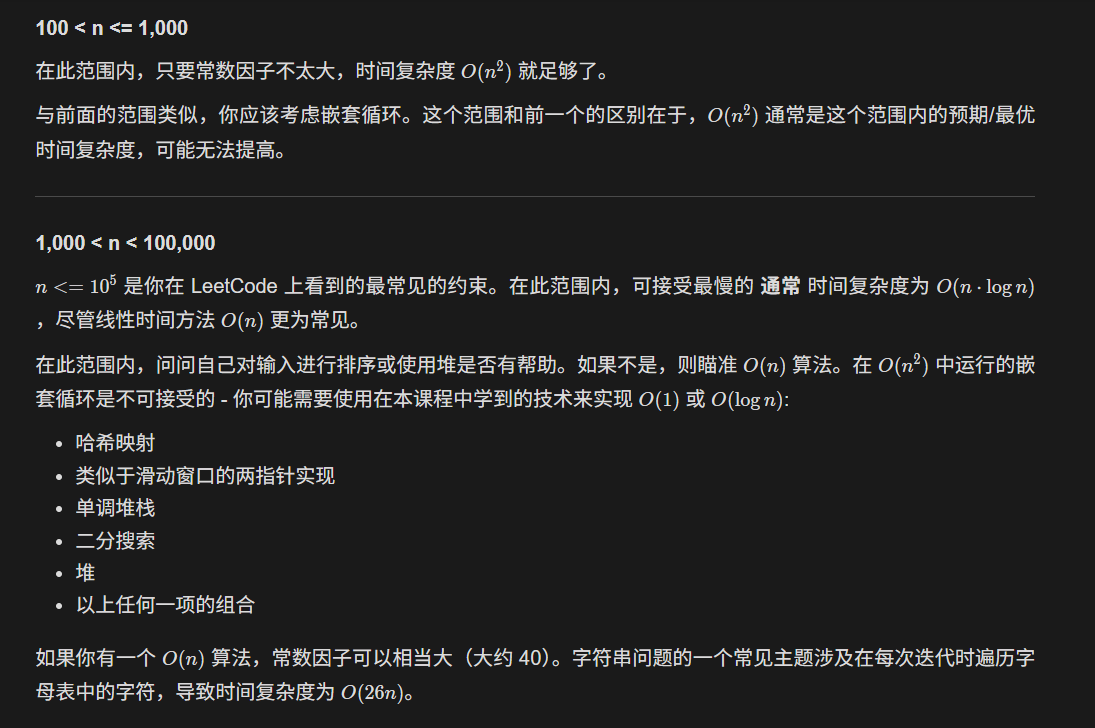 100 < n <= 1,000
在此范围内，只要常数因子不太大，时间复杂度 O(n²) 就足够了。
与前面的范围类似，你应该考虑嵌套循环。这个范围和前一个的区别在于，O(n²) 通常是这个范围内的预期/最优
时间复杂度，可能无法提高。
1,000 < n < 100,000
n <= 10⁵ 是你在 LeetCode 上看到的最常见的约束。在此范围内，可接受最慢的 通常 时间复杂度为 O(n · log n)
，尽管线性时间方法 O(n) 更为常见。
在此范围内，问问自己对输入进行排序或使用堆是否有帮助。如果不是，则瞄准 O(n) 算法。在 O(n²) 中运行的嵌
套循环是不可接受的 - 你可能需要使用在本课程中学到的技术来实现 O(1) 或 O(log n):
• 哈希映射
• 类似于滑动窗口的两指针实现
• 单调堆栈
• 二分搜索
• 堆
• 以上任何一项的组合
如果你有一个 O(n) 算法，常数因子可以相当大（大约 40）。字符串问题的一个常见主题涉及在每次迭代时遍历字
母表中的字符，导致时间复杂度为 O(26n)。